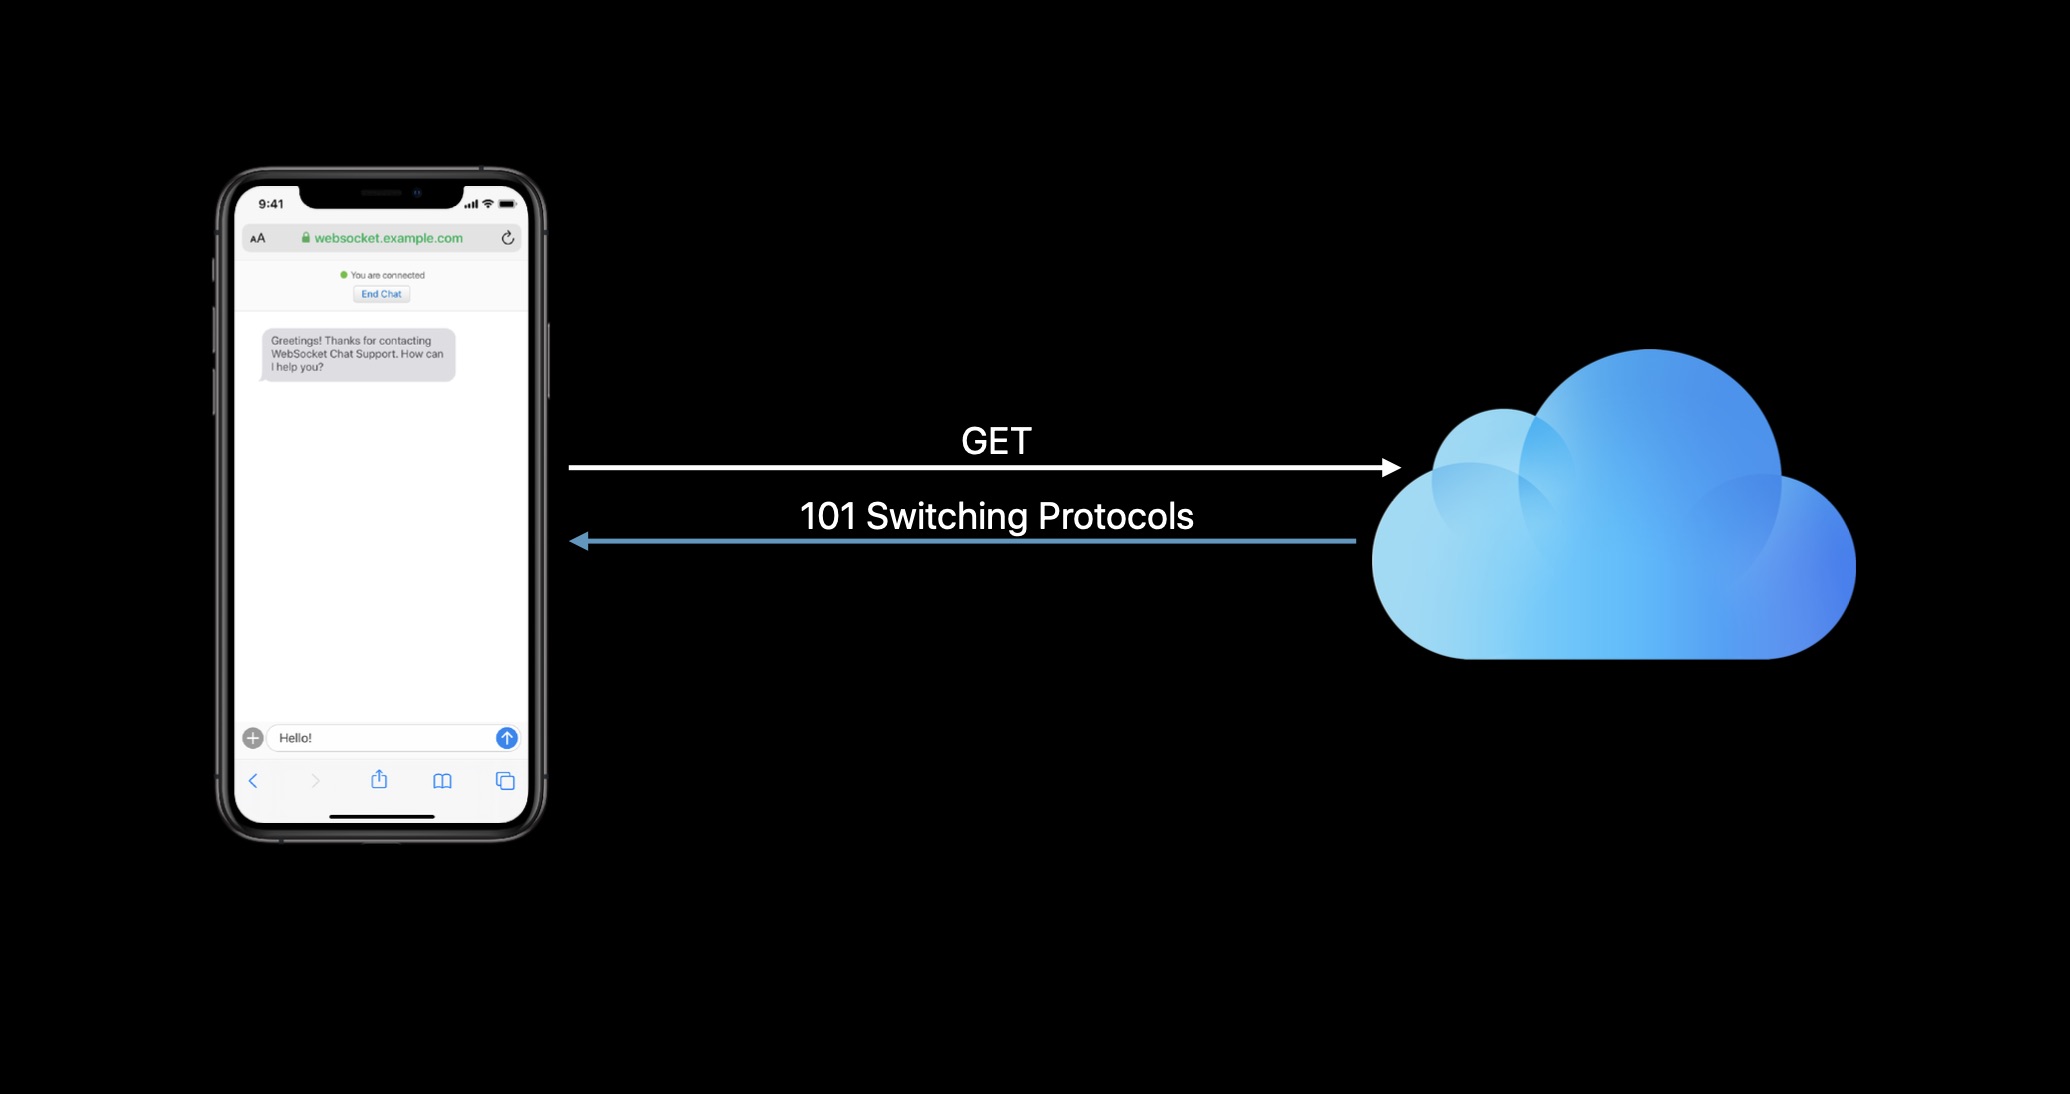 9:41
AA websocket.example.com
You are connected
End Chat
Greetings! Thanks for contacting
WebSocket Chat Support. How can
I help you?
GET
101 Switching Protocols
Hello!